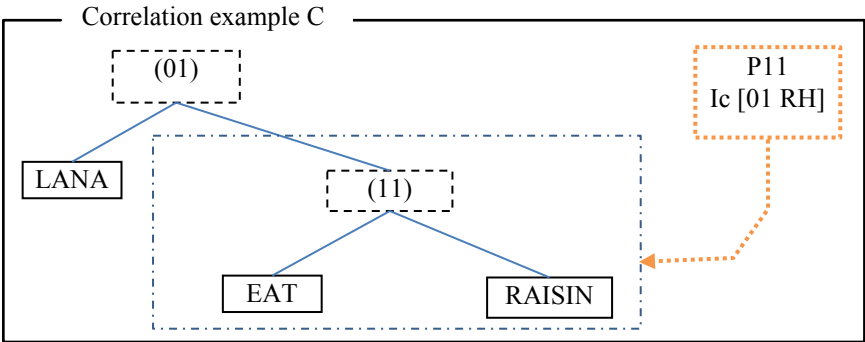 Correlation example C
(01)
P11
Ic [01 RH]
LANA
(11)
EAT
RAISIN